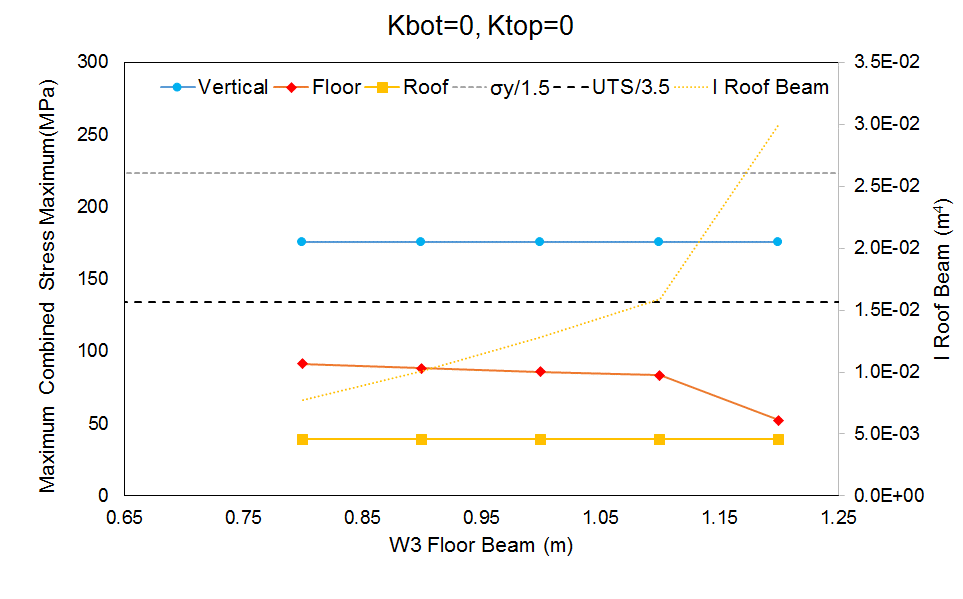 Kbot=0, Ktop=0
Vertical Floor Roof σy/1.5 UTS/3.5 I Roof Beam
Maximum Combined Stress Maximum(MPa)
300
250
200
150
100
50
0
3.5E-02
3.0E-02
2.5E-02
2.0E-02
1.5E-02
1.0E-02
5.0E-03
0.0E+00
I Roof Beam (m⁴)
0.65 0.75 0.85 0.95 1.05 1.15 1.25
W3 Floor Beam (m)